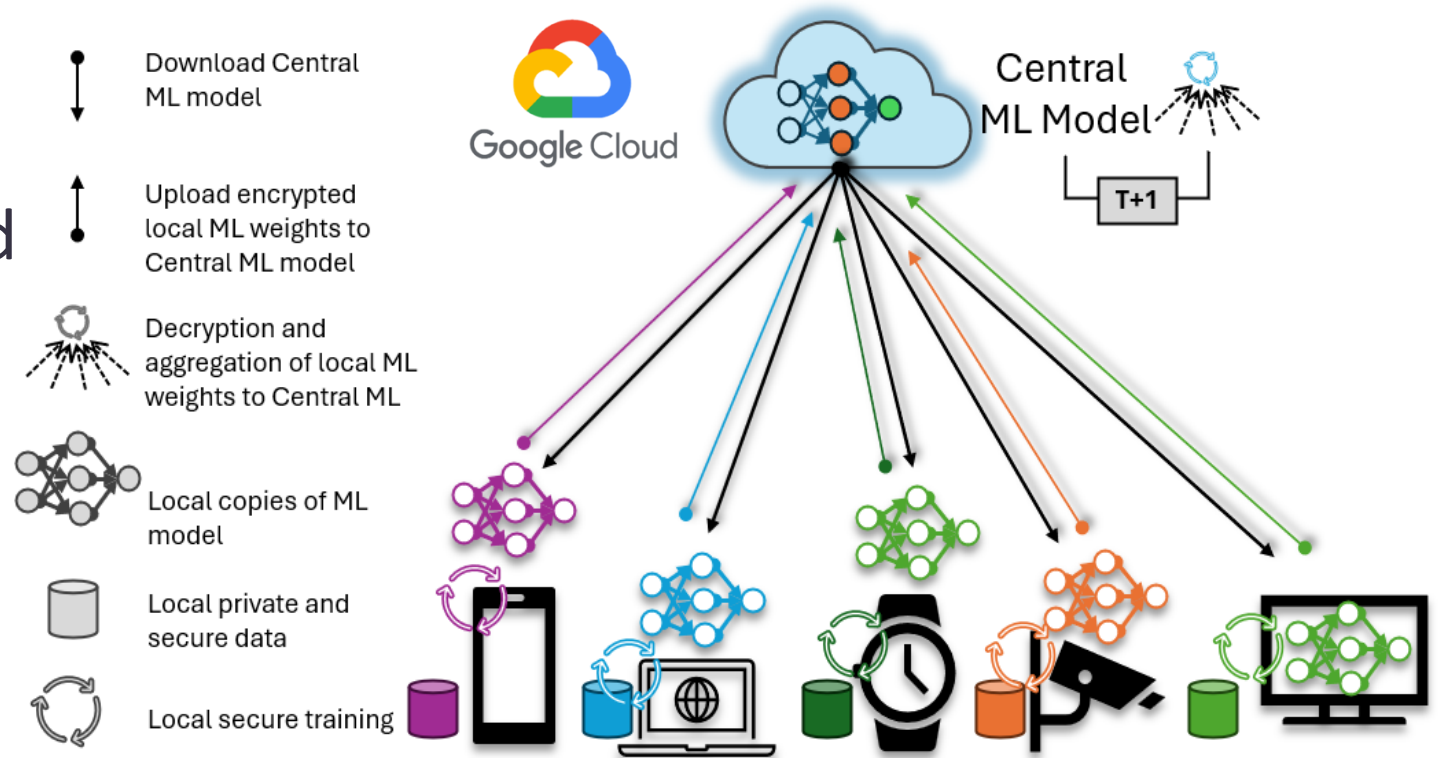 Download Central
ML model
Upload encrypted
local ML weights to
Central ML model
d
Decryption and
aggregation of local ML
weights to Central ML
Local copies of ML
model
Local private and
secure data
Local secure training
Google Cloud
Central
ML Model
T+1